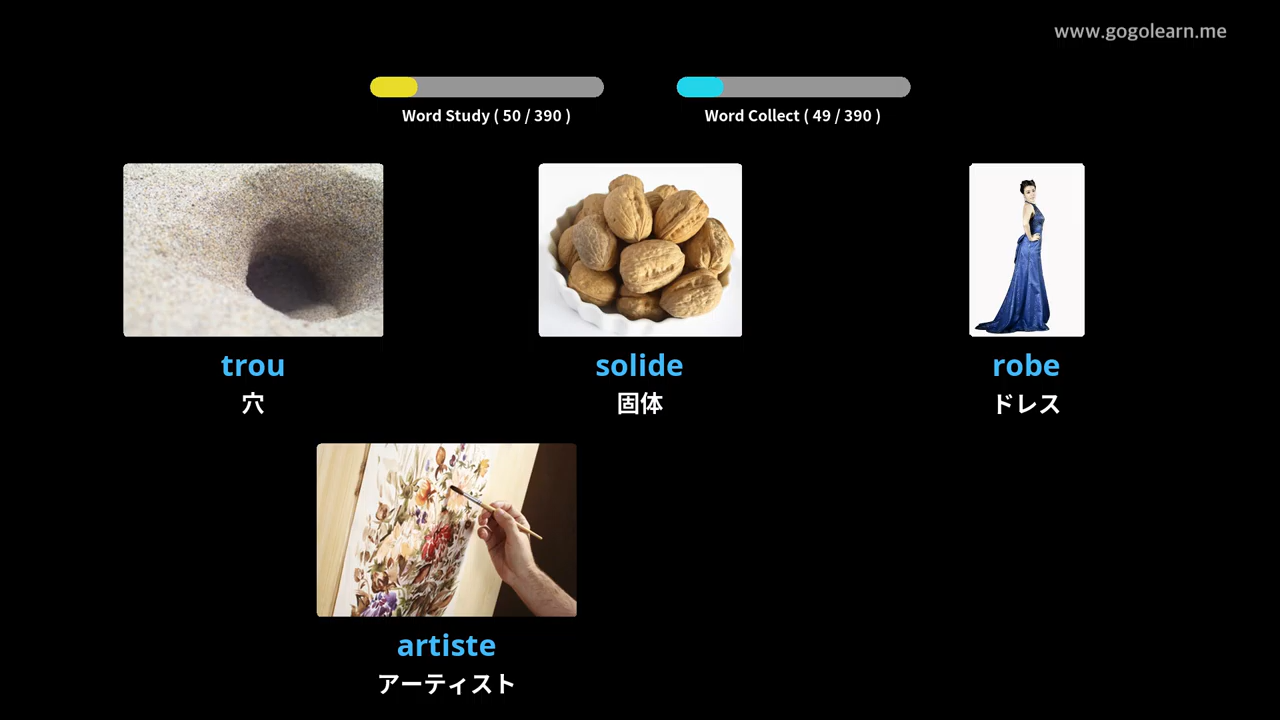 www.gogolearn.me
Word Study ( 50 / 390 )
Word Collect ( 49 / 390 )
trou
穴
solide
固体
robe
ドレス
artiste
アーティスト